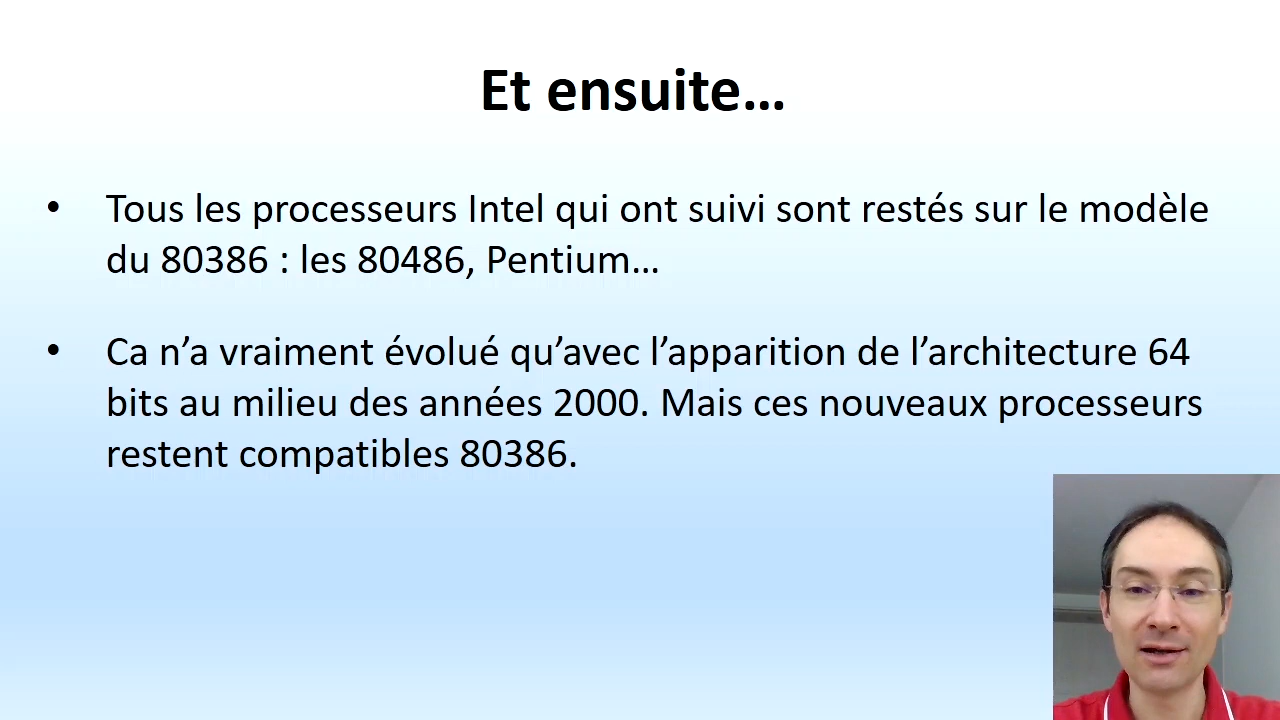 Et ensuite…
• Tous les processeurs Intel qui ont suivi sont restés sur le modèle
du 80386 : les 80486, Pentium…
• Ca n’a vraiment évolué qu’avec l’apparition de l’architecture 64
bits au milieu des années 2000. Mais ces nouveaux processeurs
restent compatibles 80386.